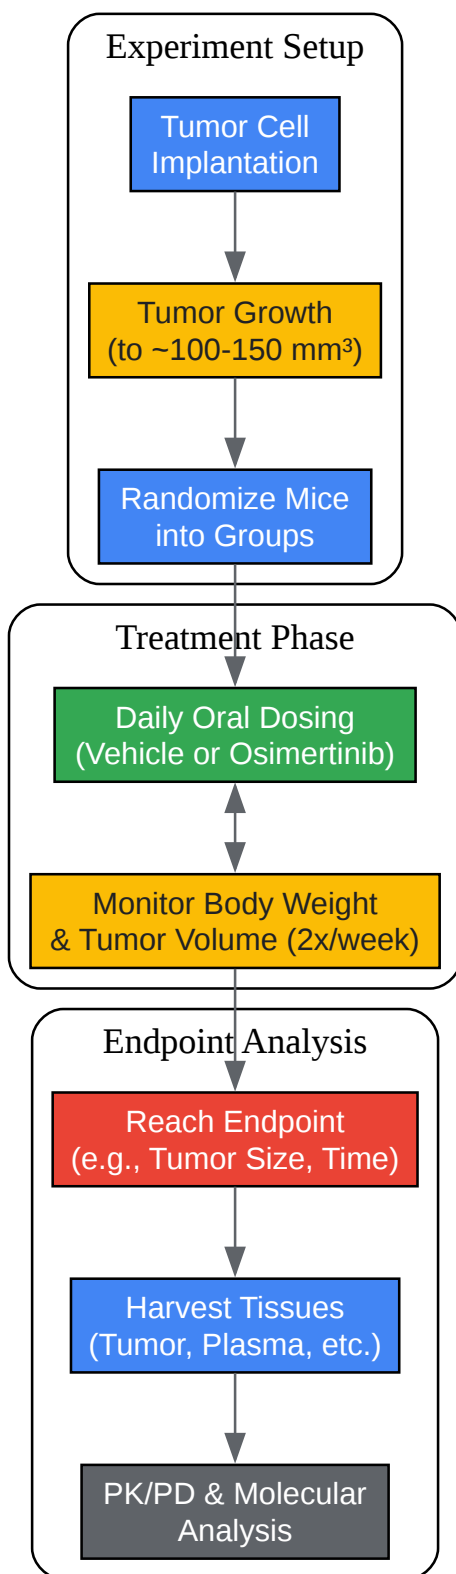 Experiment Setup
Tumor Cell
Implantation
Tumor Growth
(to ~100-150 mm³)
Randomize Mice
into Groups
Treatment Phase
Daily Oral Dosing
(Vehicle or Osimertinib)
Monitor Body Weight
& Tumor Volume (2x/week)
Endpoint Analysis
Reach Endpoint
(e.g., Tumor Size, Time)
Harvest Tissues
(Tumor, Plasma, etc.)
PK/PD & Molecular
Analysis